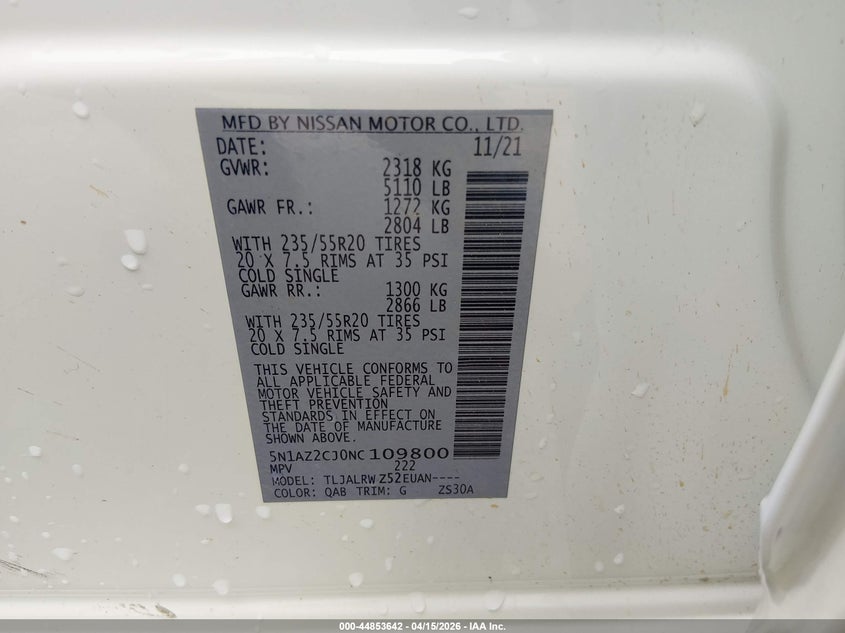 MFD BY NISSAN MOTOR CO., LTD.
DATE: 11/21
GVWR: 2318 KG
5110 LB
GAWR FR.: 1272 KG
2804 LB
WITH 235/55R20 TIRES
20 X 7.5 RIMS AT 35 PSI
COLD SINGLE
GAWR RR.: 1300 KG
2866 LB
WITH 235/55R20 TIRES
20 X 7.5 RIMS AT 35 PSI
COLD SINGLE
THIS VEHICLE CONFORMS TO
ALL APPLICABLE FEDERAL
MOTOR VEHICLE SAFETY AND
THEFT PREVENTION
STANDARDS IN EFFECT ON
THE DATE OF MANUFACTURE
SHOWN ABOVE.
5N1AZ2CJ0NC109800
MPV 222
MODEL: TLJALRWZ52EUAN----
COLOR: QAB TRIM: G ZS30A
000-44853642 - 04/15/2026 - IAA Inc.